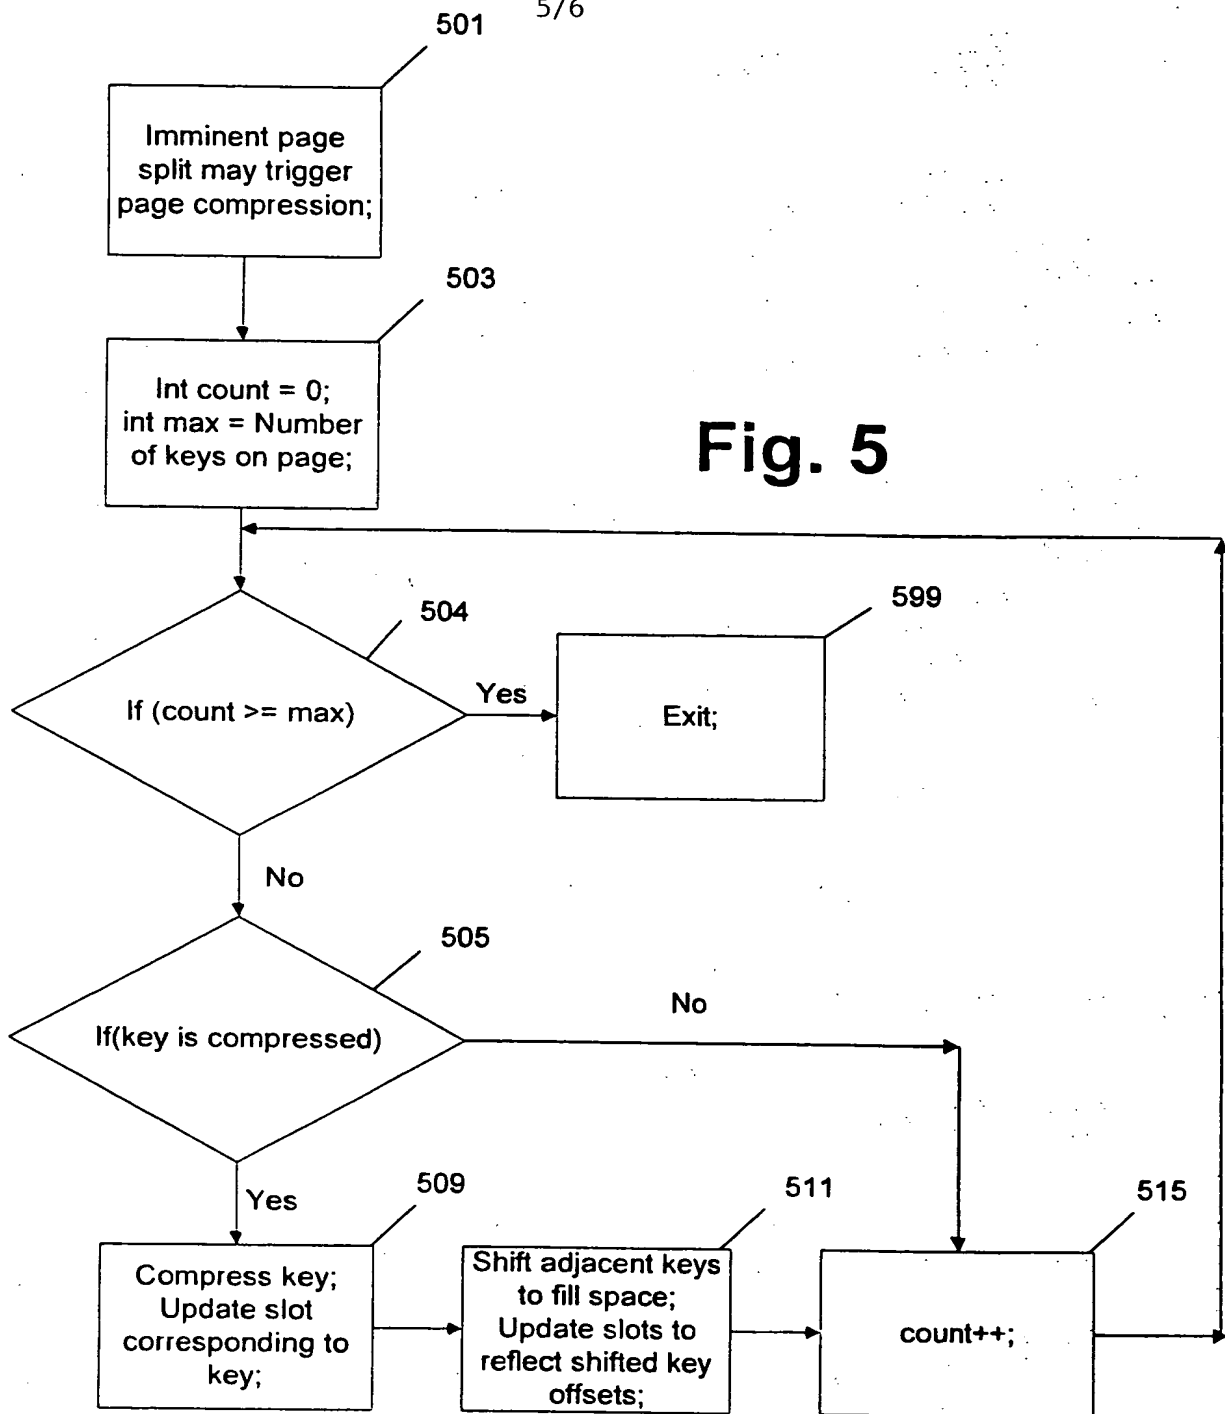 5/6
501
Imminent page
split may trigger
page compression;
503
Int count = 0;
int max = Number
of keys on page;
Fig. 5
504
If (count >= max)
Yes
599
Exit;
No
505
If(key is compressed)
No
Yes
509
Compress key;
Update slot
corresponding to
key;
511
Shift adjacent keys
to fill space;
Update slots to
reflect shifted key
offsets;
515
count++;